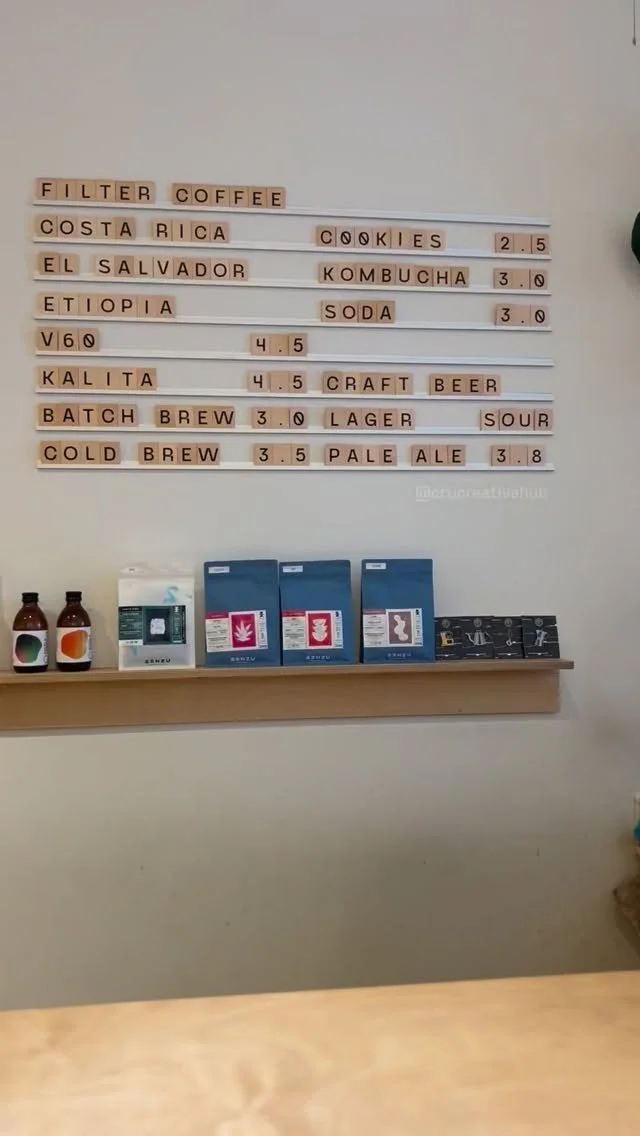 FILTER COFFEE
COSTA RICA COOKIES 2.5
EL SALVADOR KOMBUCHA 3.0
ETIOPIA SODA 3.0
V60 4.5
KALITA 4.5 CRAFT BEER
BATCH BREW 3.0 LAGER SOUR
COLD BREW 3.5 PALE ALE 3.8